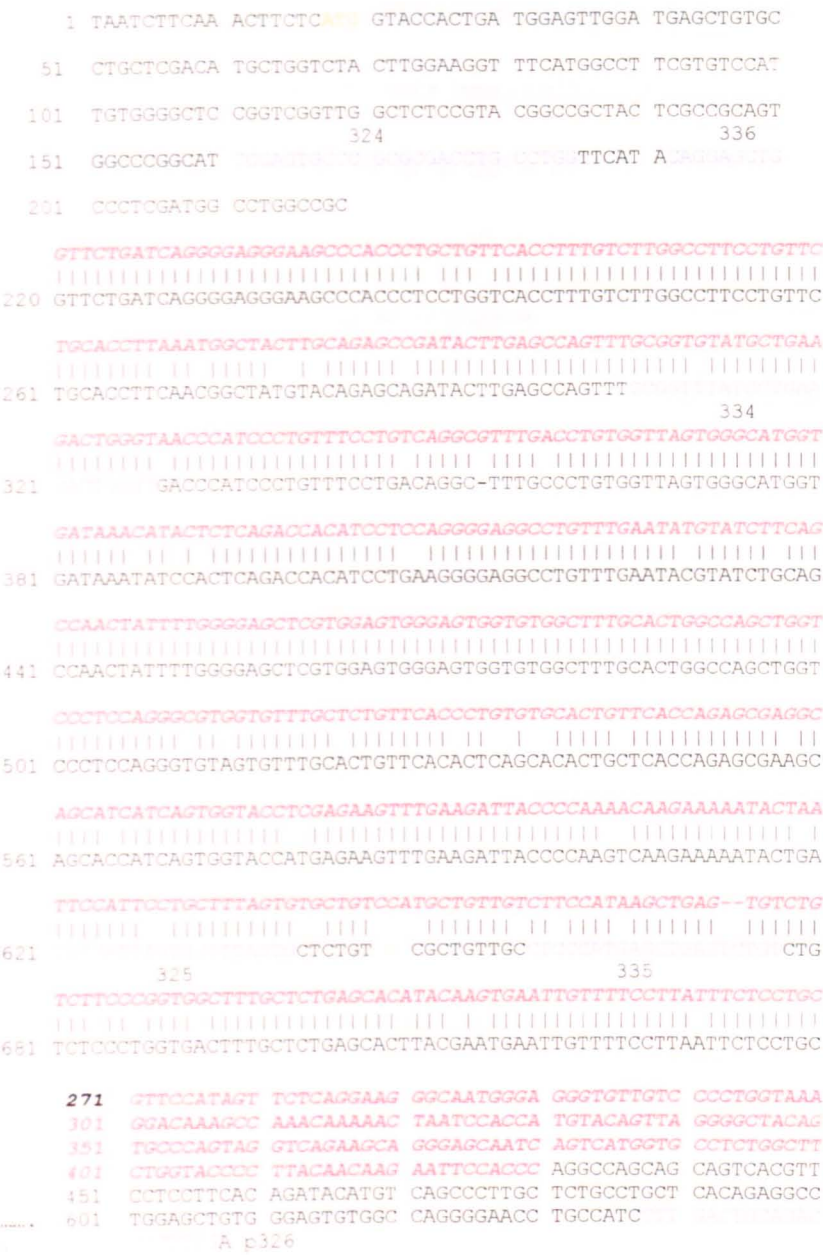 1 TAATCTTCAA ACTTCTCATG GTACCACTGA TGGAGTTGGA TGAGCTGTGC
51 CTGCTCGACA TGCTGGTCTA CTTGGAAGGT TTCATGGCCT TCGTGTCCAT
101 TGTGGGGCTC CGGTCGGTTG GCTCTCCGTA CGGCCGCTAC TCGCCGCAGT
324 336
151 GGCCCGGCAT TTCAT A
201 CCCTCGATGG CCTGGCCGC
GTTCTGATCAGGGGAGGGAAGCCCACCCTGCTGTTCACCTTTGTCTTGGCCTTCCTGTTC
220 GTTCTGATCAGGGGAGGGAAGCCCACCCTCCTGGTCACCTTTGTCTTGGCCTTCCTGTTC
TGCACCTTAAATGGCTACTTGCAGAGCCGATACTTGAGCCAGTTTGCGGTGTATGCTGAA
261 TGCACCTTCAACGGCTATGTACAGAGCAGATACTTGAGCCAGTTT
334
GACTGGGTAACCCATCCCTGTTTCCTGTCAGGCGTTTGACCTGTGGTTAGTGGGCATGGT
321 GACCCATCCCTGTTTCCTGACAGGC-TTTGCCCTGTGGTTAGTGGGCATGGT
GATAAACATACTCTCAGACCACATCCTCCAGGGGAGGCCTGTTTGAATATGTATCTTCAG
381 GATAAATATCCACTCAGACCACATCCTGAAGGGGAGGCCTGTTTGAATACGTATCTGCAG
CCAACTATTTTGGGGAGCTCGTGGAGTGGGAGTGGTGTGGCTTTGCACTGGCCAGCTGGT
441 CCAACTATTTTGGGGAGCTCGTGGAGTGGGAGTGGTGTGGCTTTGCACTGGCCAGCTGGT
CCCTCCAGGGCGTGGTGTTTGCTCTGTTCACCCTGTGTGCACTGTTCACCAGAGCGAGGC
501 CCCTCCAGGGTGTAGTGTTTGCACTGTTCACACTCAGCACACTGCTCACCAGAGCGAAGC
AGCATCATCAGTGGTACCTCGAGAAGTTTGAAGATTACCCCAAAACAAGAAAAATACTAA
561 AGCACCATCAGTGGTACCATGAGAAGTTTGAAGATTACCCCAAGTCAAGAAAAATACTGA
TTCCATTCCTGCTTTAGTGTGCTGTCCATGCTGTTGTCTTCCATAAGCTGAG--TGTCTG
621 CTCTGT CGCTGTTGC CTG
325 335
TCTTCCCGGTGGCTTTGCTCTGAGCACATACAAGTGAATTGTTTTCCTTATTTCTCCTGC
681 TCTCCCTGGTGACTTTGCTCTGAGCACTTACGAATGAATTGTTTTCCTTAATTCTCCTGC
271 GTTCCATAGT TCTCAGGAAG GGCAATGGGA GGGTGTTGTC CCCTGGTAAA
301 GGACAAAGCC AAACAAAAAC TAATCCACCA TGTACAGTTA GGGGCTACAG
351 TGCCCAGTAG GTCAGAAGCA GGGAGCAATC AGTCATGGTG CCTCTGGCTT
401 CTGGTACCCC TTACAACAAG AATTCCACCC AGGCCAGCAG CAGTCACGTT
451 CCTCCTTCAC AGATACATGT CAGCCCTTGC TCTGCCTGCT CACAGAGGCC
601 TGGAGCTGTG GGAGTGTGGC CAGGGGAACC TGCCATC
A p326